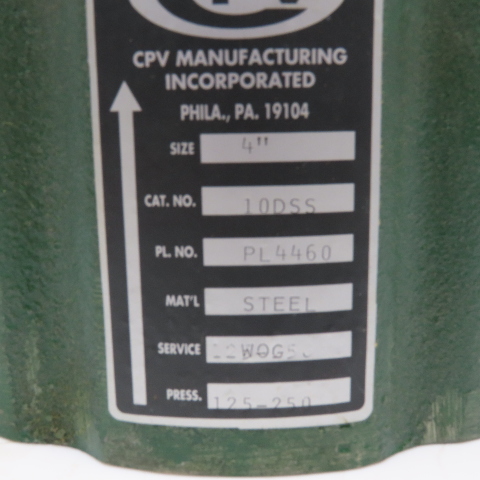 CPV MANUFACTURING
INCORPORATED
PHILA., PA. 19104
SIZE 4"
CAT. NO. 10DSS
PL. NO. PL4460
MAT'L STEEL
SERVICE WOG
PRESS. 125-250